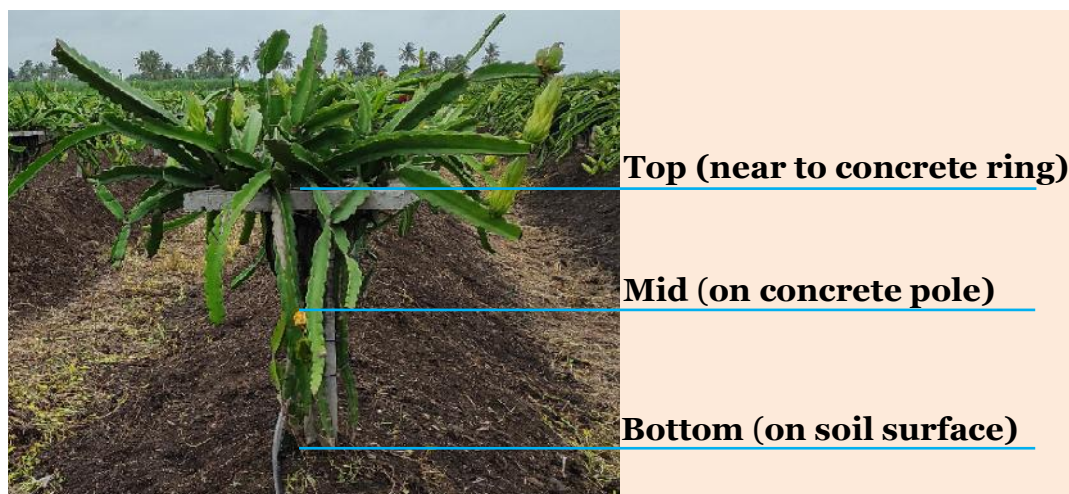 Top (near to concrete ring)
Mid (on concrete pole)
Bottom (on soil surface)